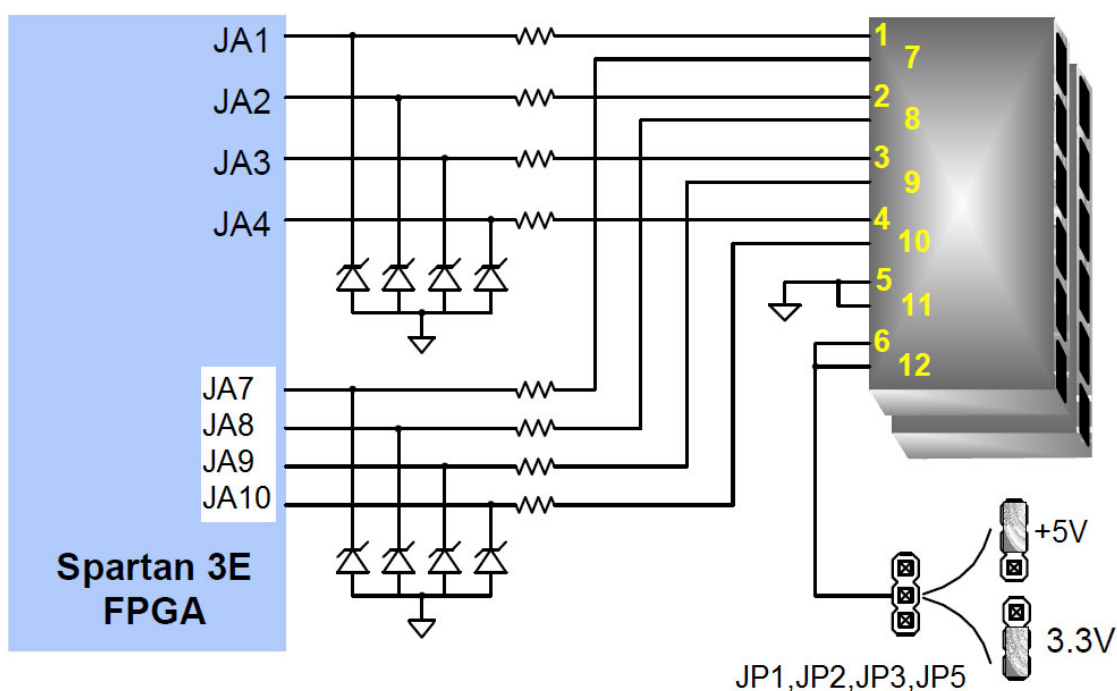 JA1
JA2
JA3
JA4
JA7
JA8
JA9
JA10
Spartan 3E
FPGA
1
7
2
8
3
9
4
10
5
11
6
12
+5V
3.3V
JP1,JP2,JP3,JP5